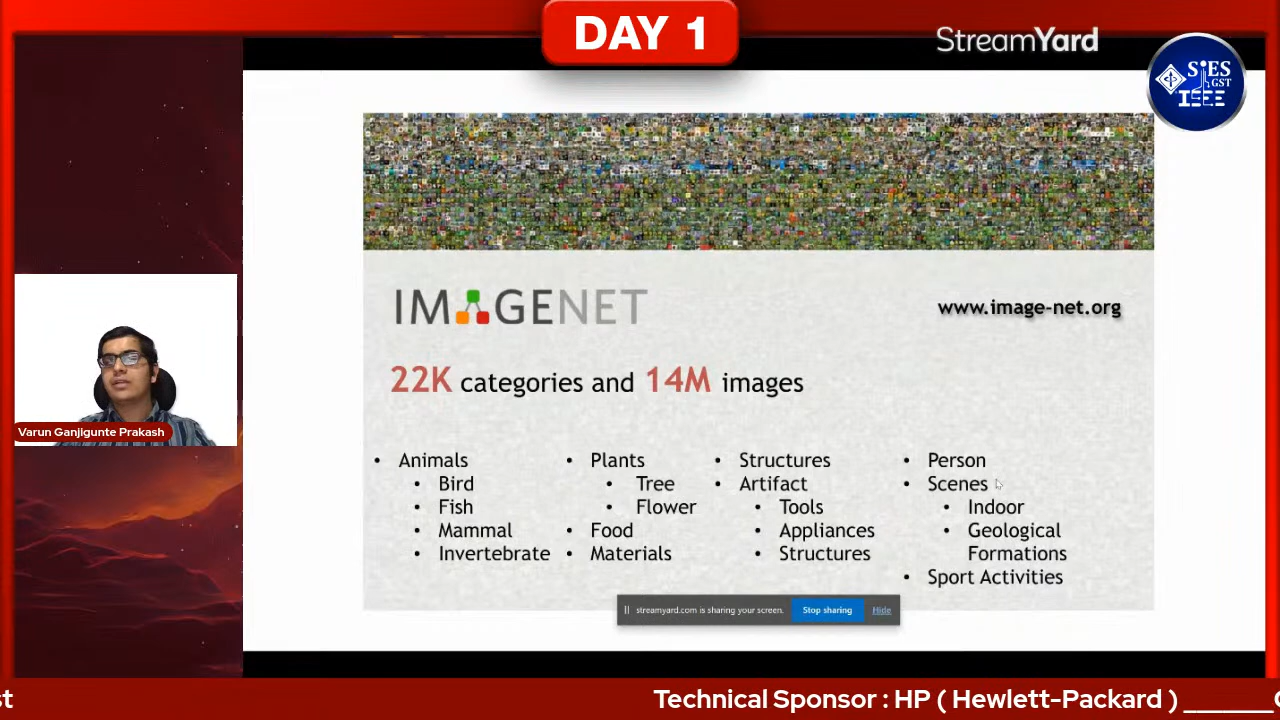 DAY 1
StreamYard
SIES
GST
IEEE
IMAGENET
www.image-net.org
22K categories and 14M images
• Animals
• Bird
• Fish
• Mammal
• Invertebrate
• Plants
• Tree
• Flower
• Food
• Materials
• Structures
• Artifact
• Tools
• Appliances
• Structures
• Person
• Scenes
• Indoor
• Geological
Formations
• Sport Activities
streamyard.com is sharing your screen.
Stop sharing
Hide
Varun Ganjigunte Prakash
st
Technical Sponsor : HP ( Hewlett-Packard ) _______